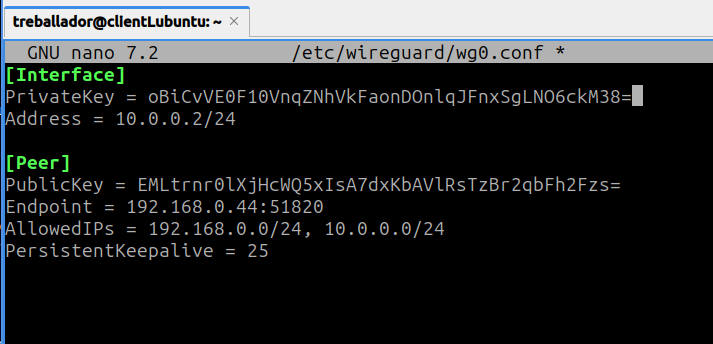 treballador@clientLubuntu: ~ ×
GNU nano 7.2 /etc/wireguard/wg0.conf *
[Interface]
PrivateKey = oBiCvVE0F10VnqZNhVkFaonDOnlqJFnxSgLNO6ckM38=
Address = 10.0.0.2/24
[Peer]
PublicKey = EMLtrnr0lXjHcWQ5xIsA7dxKbAVlRsTzBr2qbFh2Fzs=
Endpoint = 192.168.0.44:51820
AllowedIPs = 192.168.0.0/24, 10.0.0.0/24
PersistentKeepalive = 25